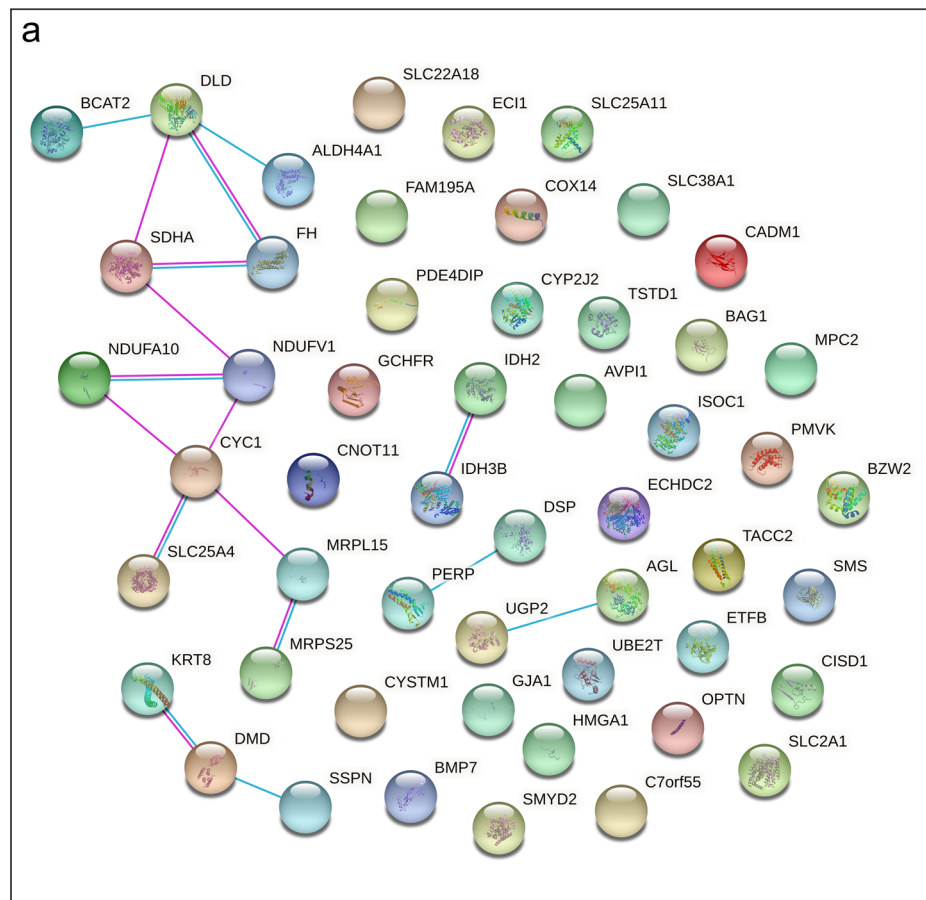 a
SLC22A18
DLD
BCAT2
ECI1
SLC25A11
ALDH4A1
FAM195A
COX14
SLC38A1
SDHA
FH
CADM1
PDE4DIP
CYP2J2
TSTD1
BAG1
MPC2
NDUFA10
NDUFV1
GCHFR
IDH2
AVPI1
ISOC1
PMVK
CYC1
CNOT11
IDH3B
ECHDC2
BZW2
DSP
SLC25A4
MRPL15
PERP
AGL
TACC2
SMS
UGP2
ETFB
MRPS25
UBE2T
KRT8
CYSTM1
GJA1
OPTN
CISD1
HMGA1
DMD
SLC2A1
SSPN
BMP7
C7orf55
SMYD2